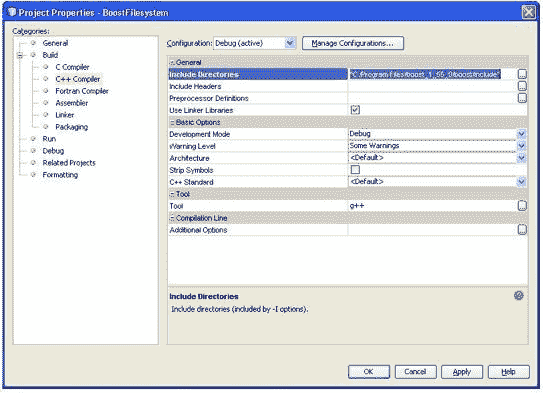 Project Properties - BoostFilesystem
Categories:
General
Build
C Compiler
C++ Compiler
Fortran Compiler
Assembler
Linker
Packaging
Run
Debug
Related Projects
Formatting
Configuration: Debug (active) Manage Configurations...
General
Include Directories "C:/Program Files/boost_1_55_0/boost/include"
Include Headers ...
Preprocessor Definitions ...
Use Linker Libraries
Basic Options
Development Mode Debug
Warning Level Some Warnings
Architecture <Default>
Strip Symbols
C++ Standard <Default>
Tool
Tool g++ ...
Compilation Line
Additional Options ...
Include Directories
Include directories (included by -I options).
OK Cancel Apply Help